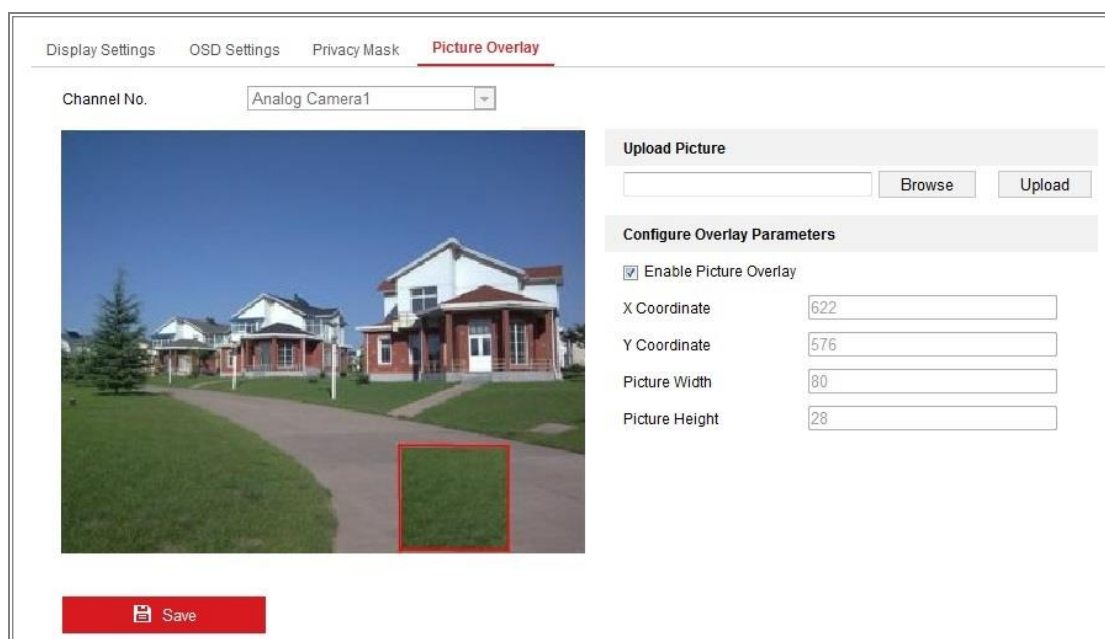 Display Settings OSD Settings Privacy Mask Picture Overlay
Channel No. Analog Camera1
Upload Picture
Browse Upload
Configure Overlay Parameters
Enable Picture Overlay
X Coordinate 622
Y Coordinate 576
Picture Width 80
Picture Height 28
Save